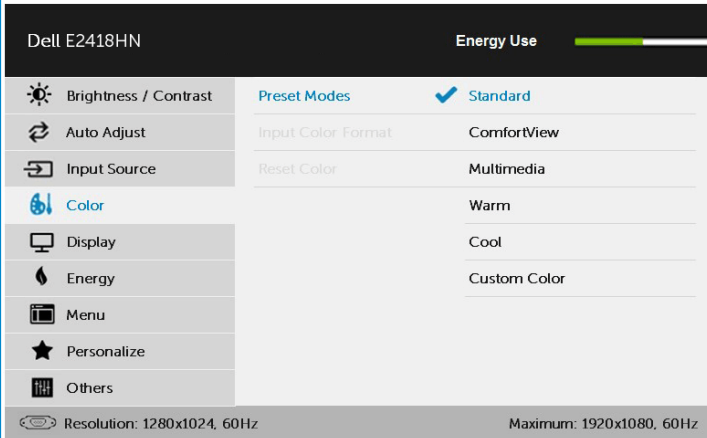 Dell E2418HN
Energy Use
Brightness / Contrast
Preset Modes
Standard
Auto Adjust
Input Color Format
ComfortView
Input Source
Reset Color
Multimedia
Color
Warm
Display
Cool
Energy
Custom Color
Menu
Personalize
Others
Resolution: 1280x1024, 60Hz
Maximum: 1920x1080, 60Hz